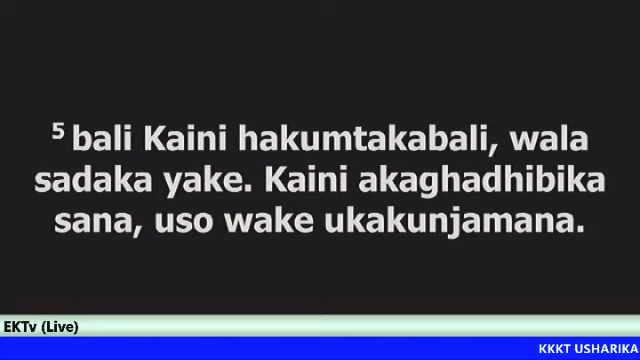 ⁵ bali Kaini hakumtakabali, wala
sadaka yake. Kaini akaghadhibika
sana, uso wake ukakunjamana.
EKTv (Live)
KKKT USHARIKA